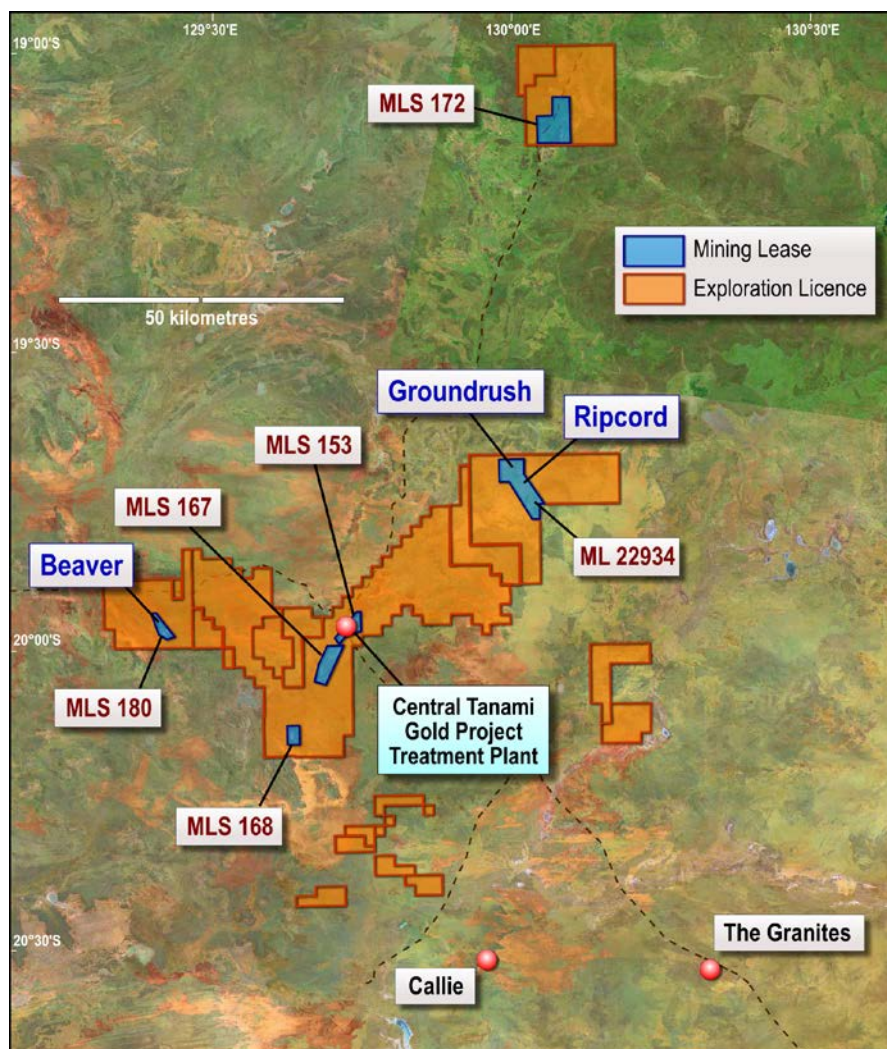 129°30'E
130°00'E
130°30'E
19°00'S
MLS 172
Mining Lease
Exploration Licence
50 kilometres
19°30'S
Groundrush
Ripcord
MLS 153
MLS 167
Beaver
ML 22934
20°00'S
MLS 180
Central Tanami
Gold Project
Treatment Plant
MLS 168
20°30'S
The Granites
Callie